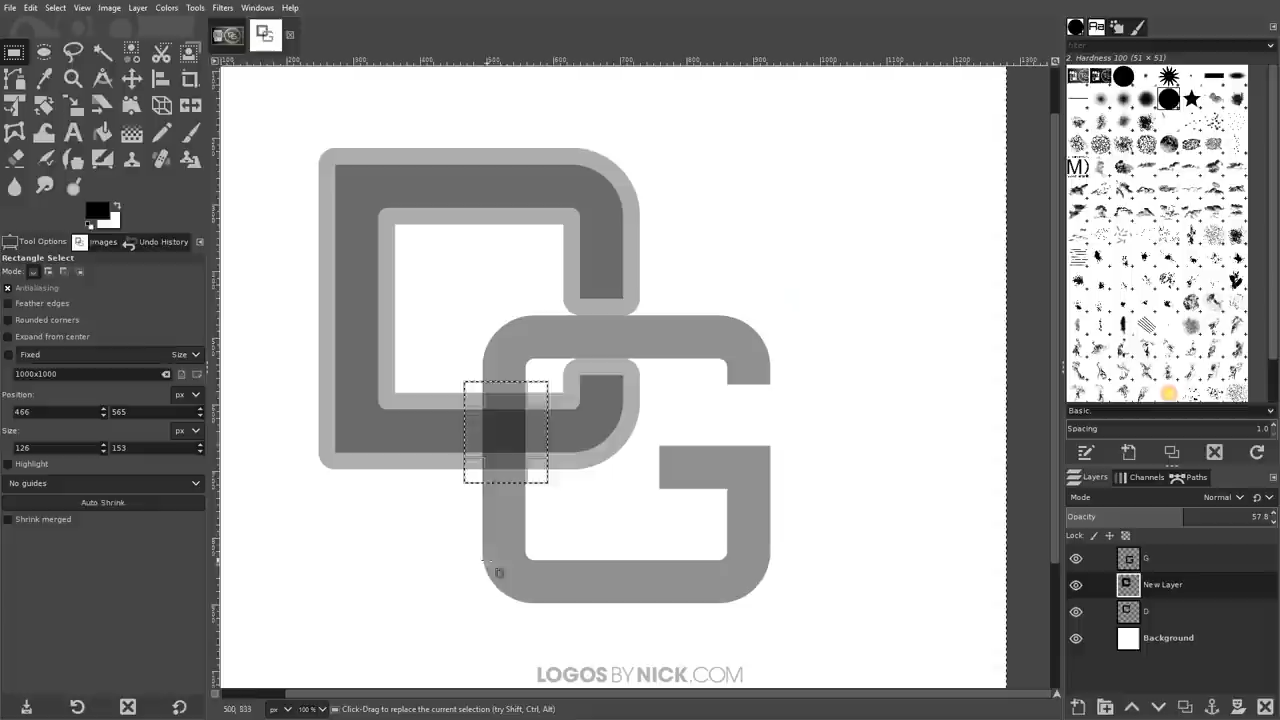 File Edit Select View Image Layer Colors Tools Filters Windows Help
filter
2. Hardness 100 (51 × 51)
Tool Options Images Undo History
Rectangle Select
Mode:
Antialiasing
Feather edges
Rounded corners
Expand from center
Fixed Size
1000x1000
Position: px
466 565
Size: px
126 153
Highlight
No guides
Auto Shrink
Shrink merged
Basic.
Spacing 1.0
Layers Channels Paths
Mode Normal
Opacity 57.8
Lock:
G
New Layer
D
Background
LOGOS BY NICK.COM
500, 833 px 100 % Click-Drag to replace the current selection (try Shift, Ctrl, Alt)